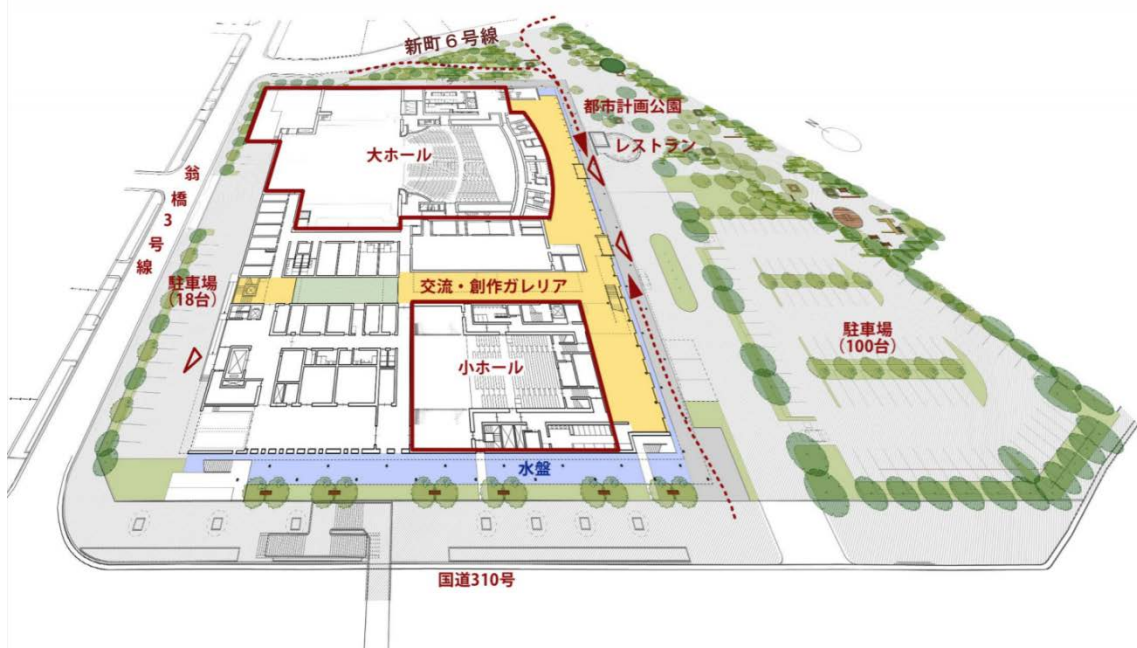 新町6号線
都市計画公園
レストラン
大ホール
翁橋3号線
駐車場
(18台)
交流・創作ガレリア
駐車場
(100台)
小ホール
水盤
国道310号